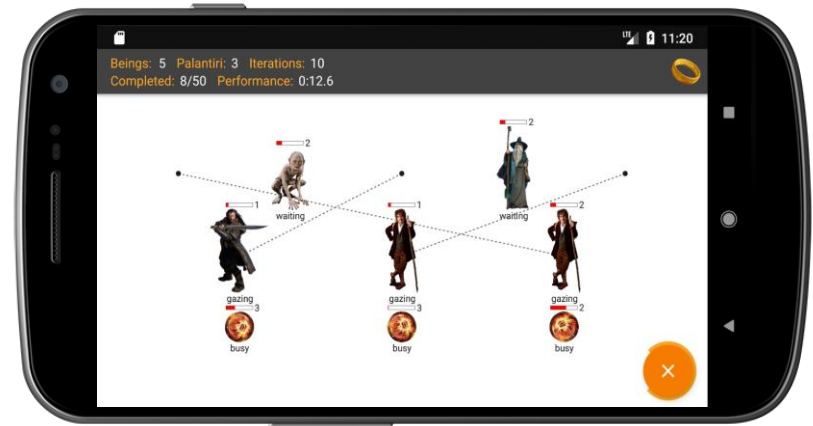 LTE 11:20
Beings: 5 Palantiri: 3 Iterations: 10
Completed: 8/50 Performance: 0:12.6
2
2
waiting
waiting
1
1
2
gazing
gazing
gazing
3
3
2
busy
busy
busy